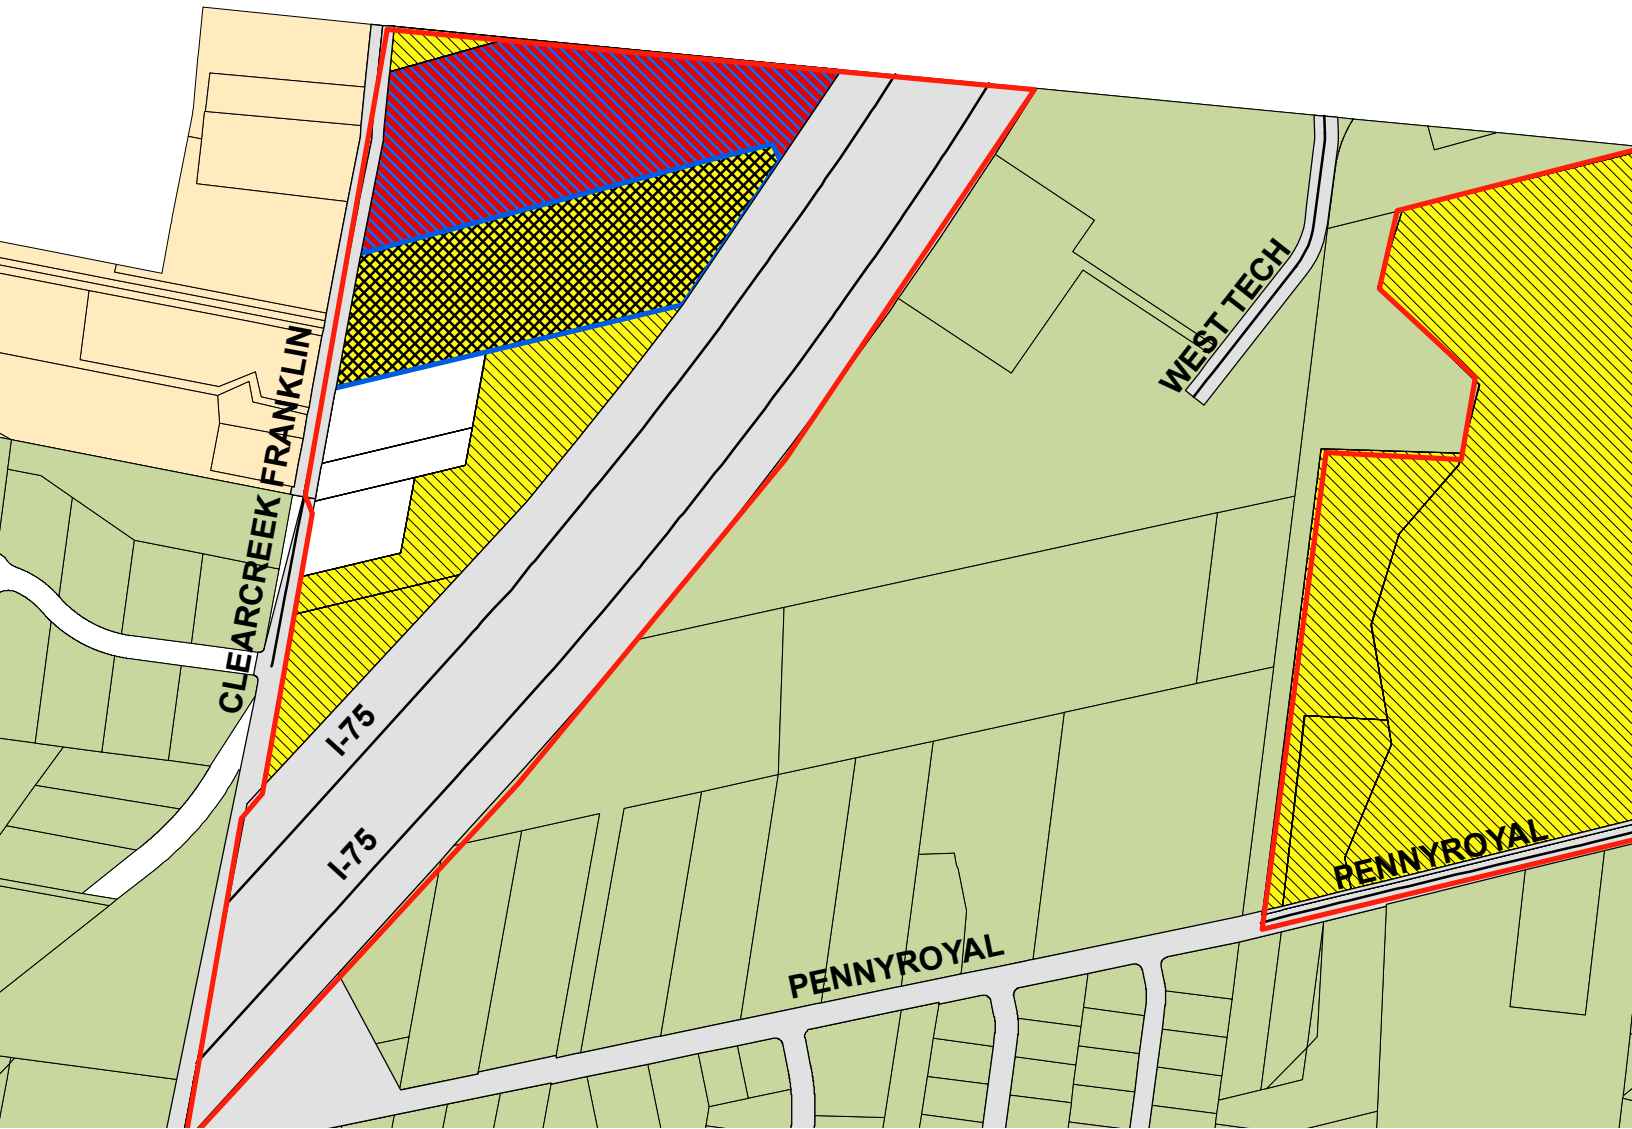 WEST TECH
CLEARCREEK FRANKLIN
I-75
I-75
PENNYROYAL
PENNYROYAL